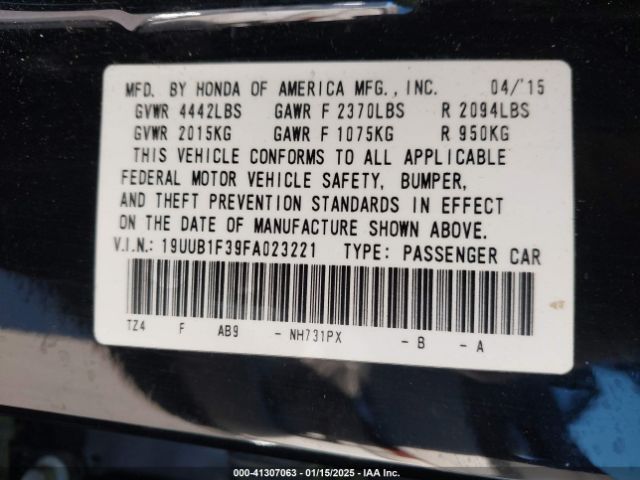 MFD. BY HONDA OF AMERICA MFG., INC. 04/'15
GVWR 4442LBS GAWR F 2370LBS R 2094LBS
GVWR 2015KG GAWR F 1075KG R 950KG
THIS VEHICLE CONFORMS TO ALL APPLICABLE
FEDERAL MOTOR VEHICLE SAFETY, BUMPER,
AND THEFT PREVENTION STANDARDS IN EFFECT
ON THE DATE OF MANUFACTURE SHOWN ABOVE.
V.I.N.: 19UUB1F39FA023221 TYPE: PASSENGER CAR
TZ4 F AB9 - NH731PX - B - A
000-41307063 - 01/15/2025 - IAA Inc.